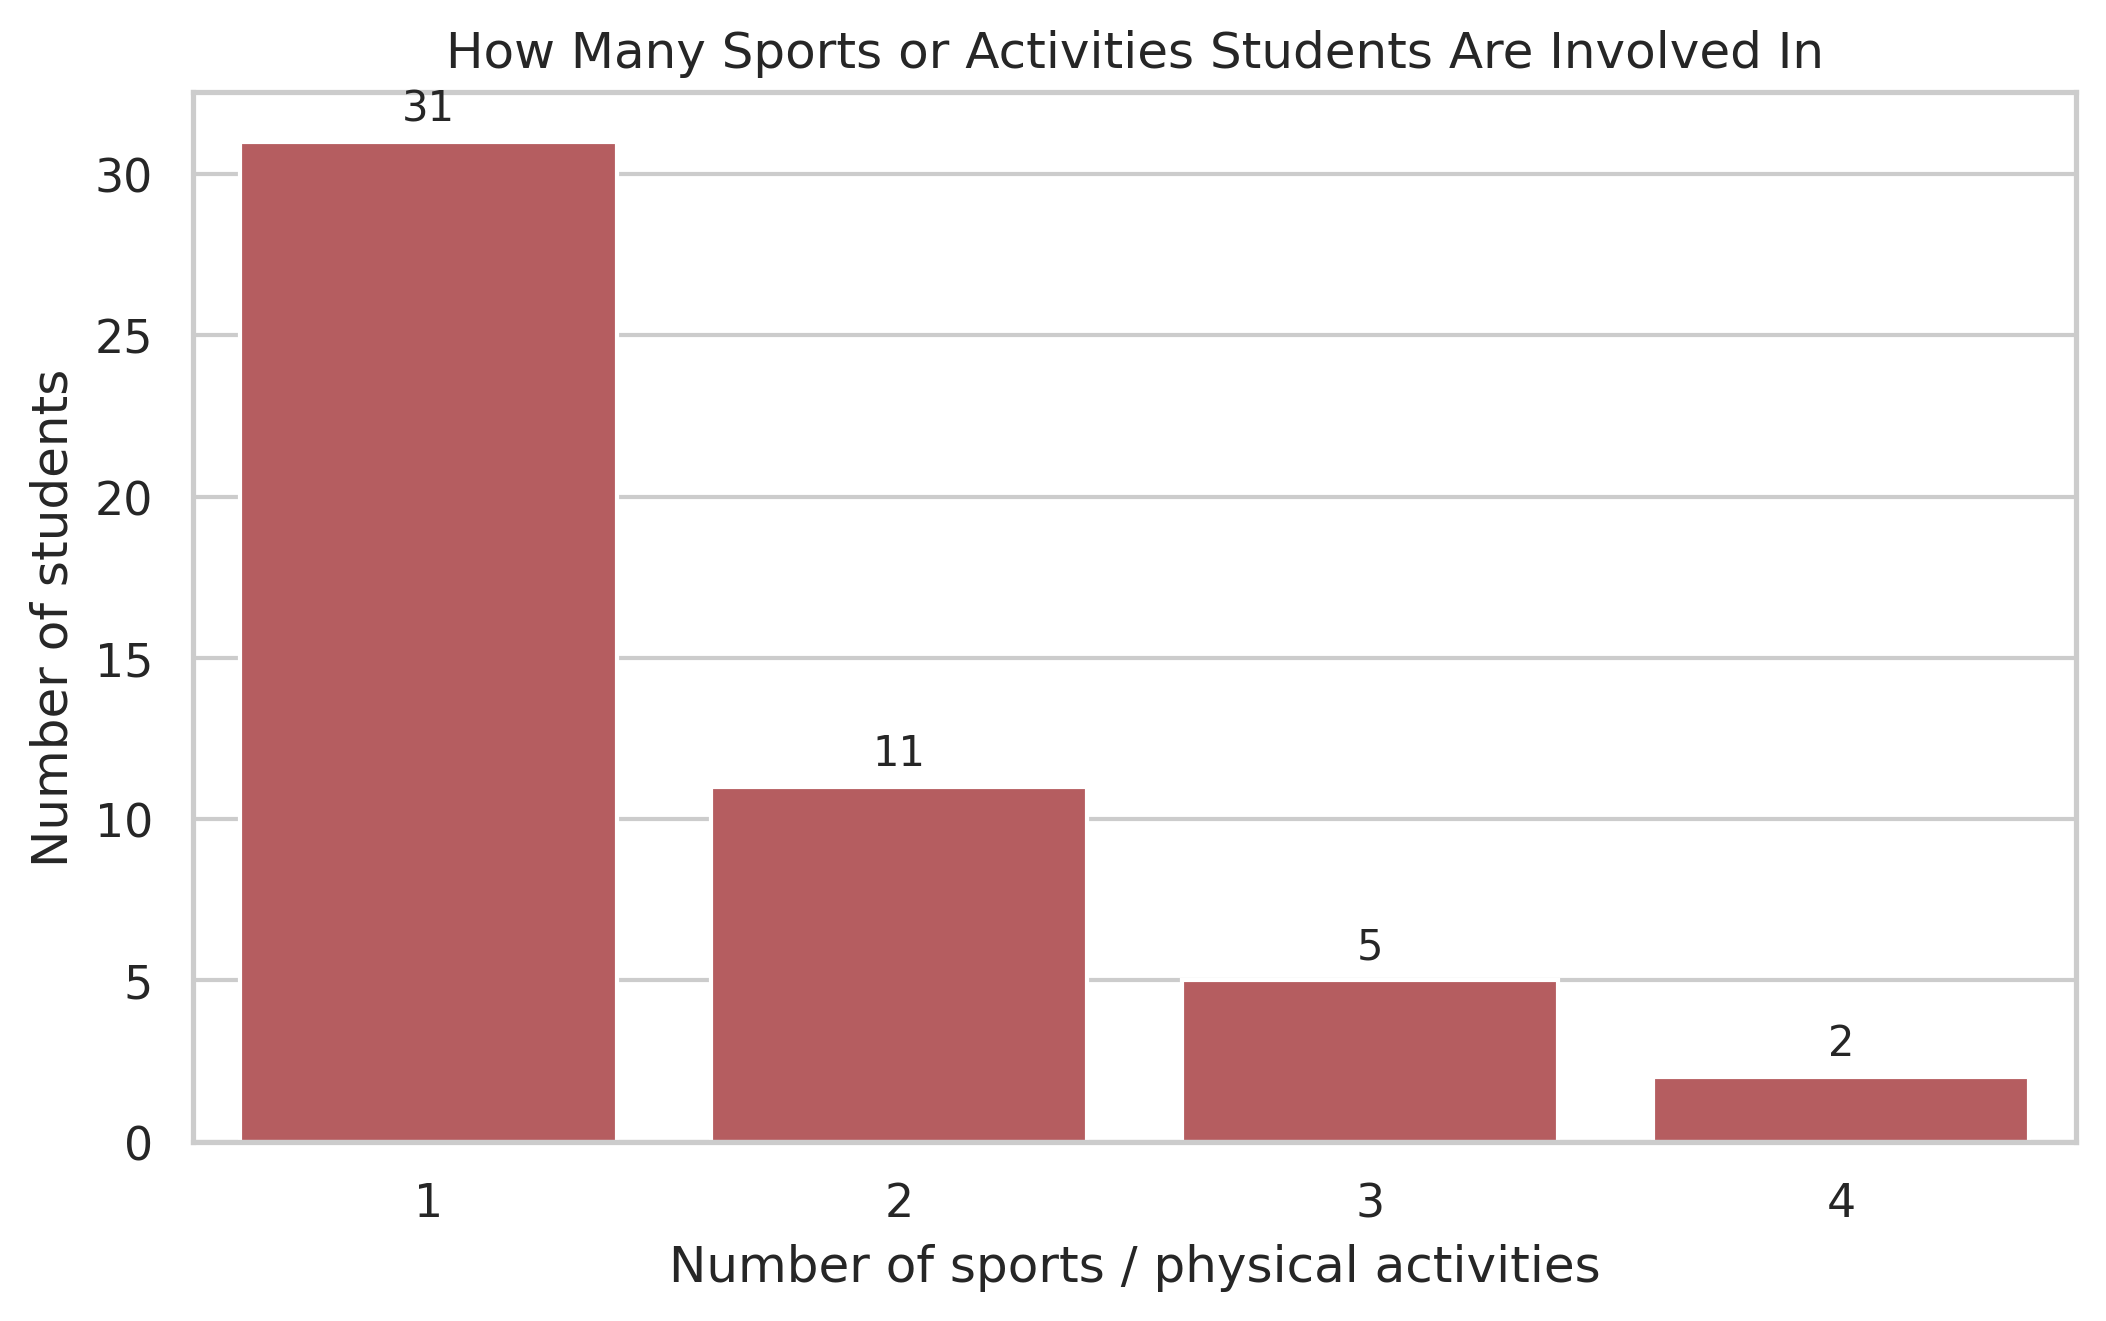 How Many Sports or Activities Students Are Involved In
31
30
25
20
15
11
10
5
5
2
0
Number of students
1 2 3 4
Number of sports / physical activities